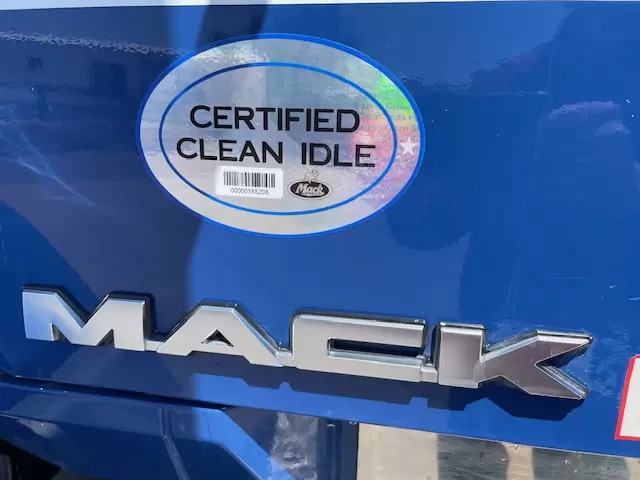 CERTIFIED
CLEAN IDLE
00000585208
Mack
MACK